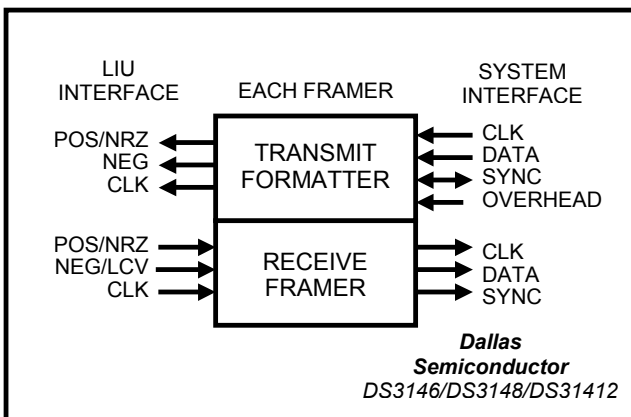 LIU
INTERFACE
EACH FRAMER
SYSTEM
INTERFACE
POS/NRZ
NEG
CLK
TRANSMIT
FORMATTER
CLK
DATA
SYNC
OVERHEAD
POS/NRZ
NEG/LCV
CLK
RECEIVE
FRAMER
CLK
DATA
SYNC
Dallas
Semiconductor
DS3146/DS3148/DS31412